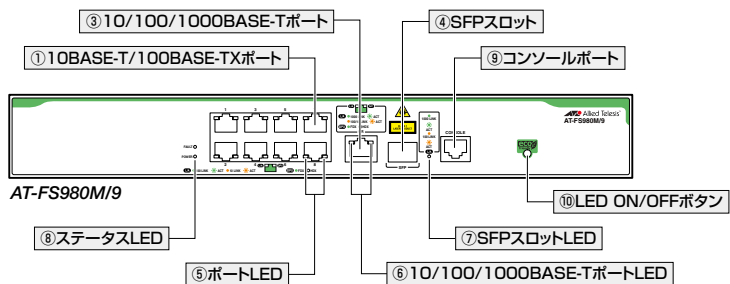 ③10/100/1000BASE-Tポート
④SFPスロット
①10BASE-T/100BASE-TXポート
⑨コンソールポート
Allied Telesis
AT-FS980M/9
CONSOLE
FAULT
POWER
SFP
eco
AT-FS980M/9
⑩LED ON/OFFボタン
⑧ステータスLED
⑦SFPスロットLED
⑤ポートLED
⑥10/100/1000BASE-TポートLED